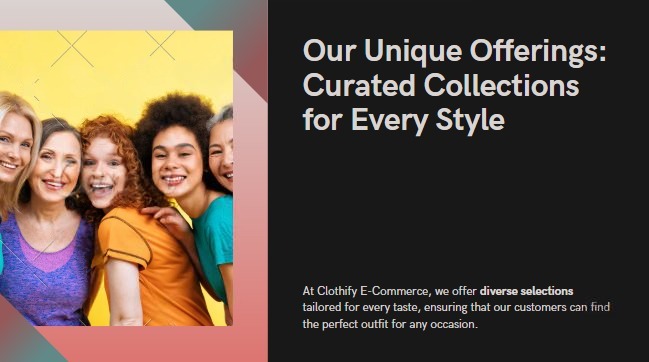 Our Unique Offerings:
Curated Collections
for Every Style
At Clothify E-Commerce, we offer diverse selections
tailored for every taste, ensuring that our customers can find
the perfect outfit for any occasion.